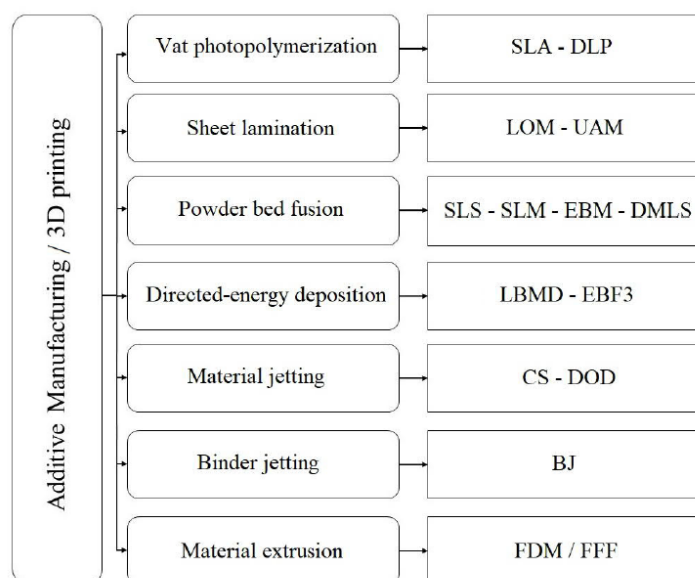 Additive Manufacturing / 3D printing
Vat photopolymerization
SLA - DLP
Sheet lamination
LOM - UAM
Powder bed fusion
SLS - SLM - EBM - DMLS
Directed-energy deposition
LBMD - EBF3
Material jetting
CS - DOD
Binder jetting
BJ
Material extrusion
FDM / FFF